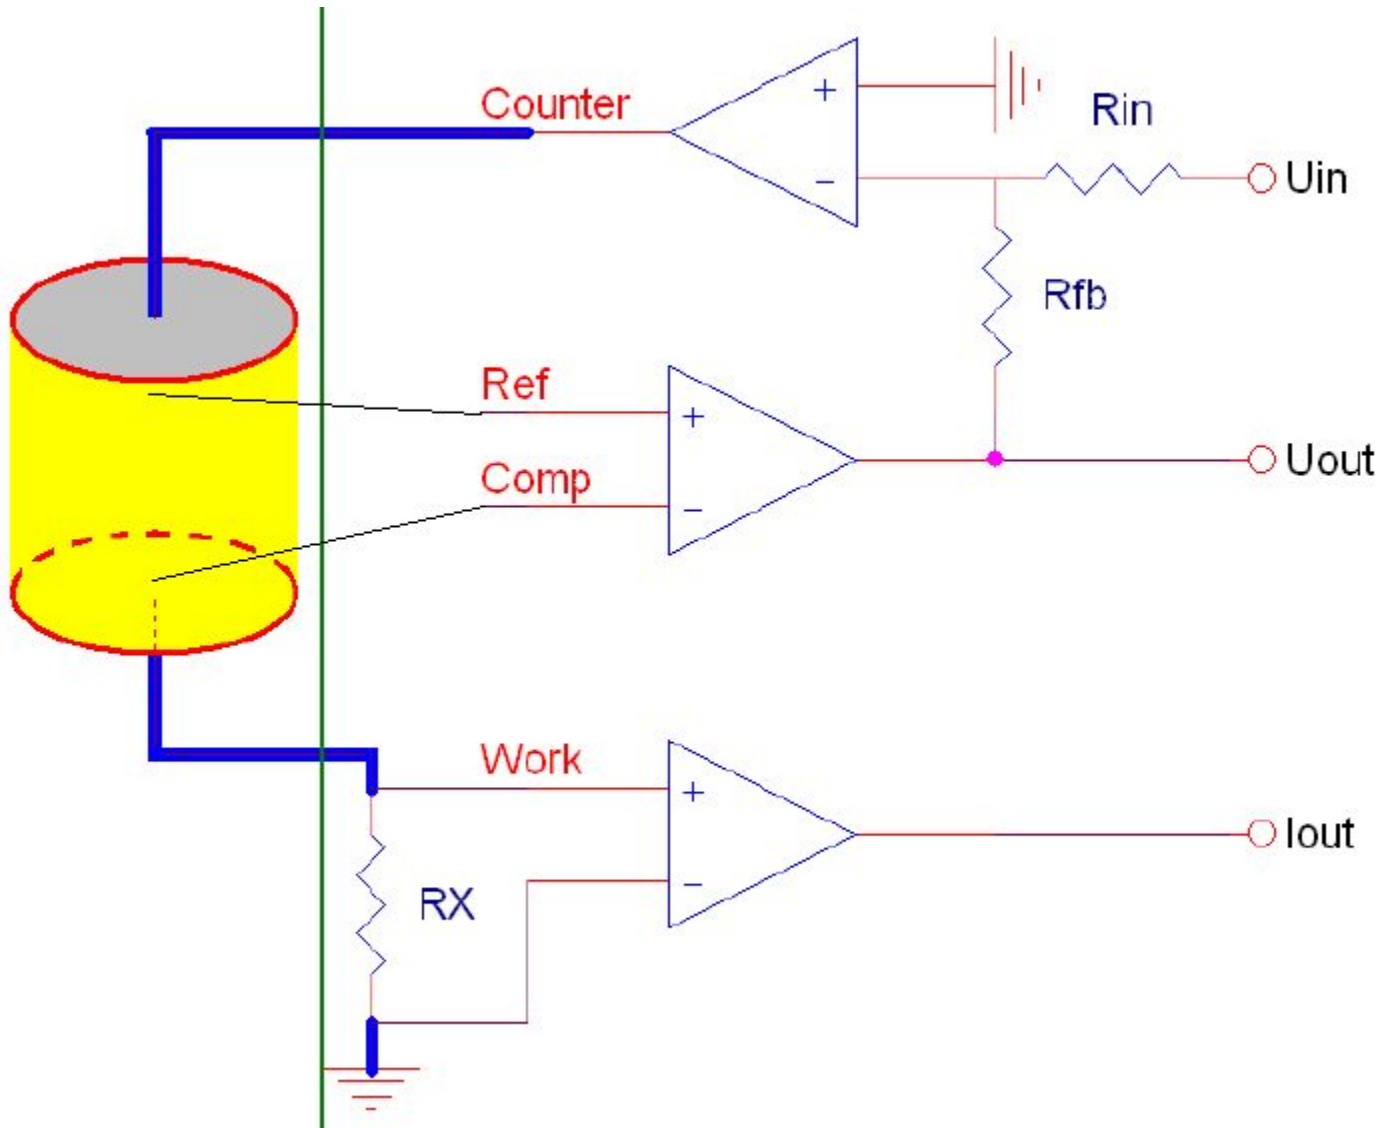 Counter
+
Rin
−
Uin
Rfb
Ref
+
Uout
Comp
−
Work
+
Iout
RX
−